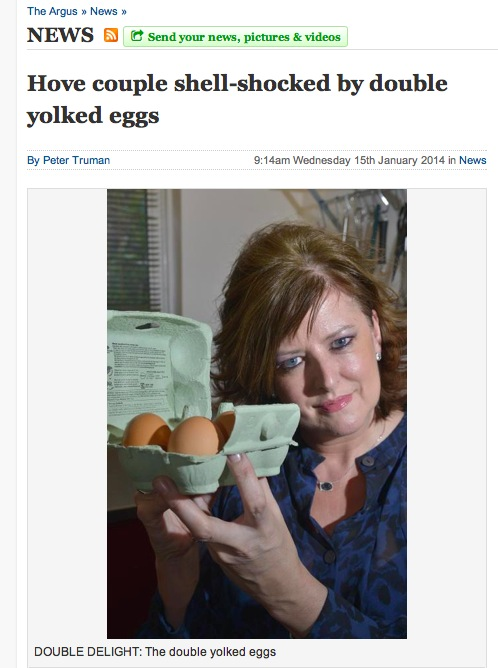 The Argus » News »
NEWS Send your news, pictures & videos
Hove couple shell-shocked by double
yolked eggs
By Peter Truman 9:14am Wednesday 15th January 2014 in News
DOUBLE DELIGHT: The double yolked eggs